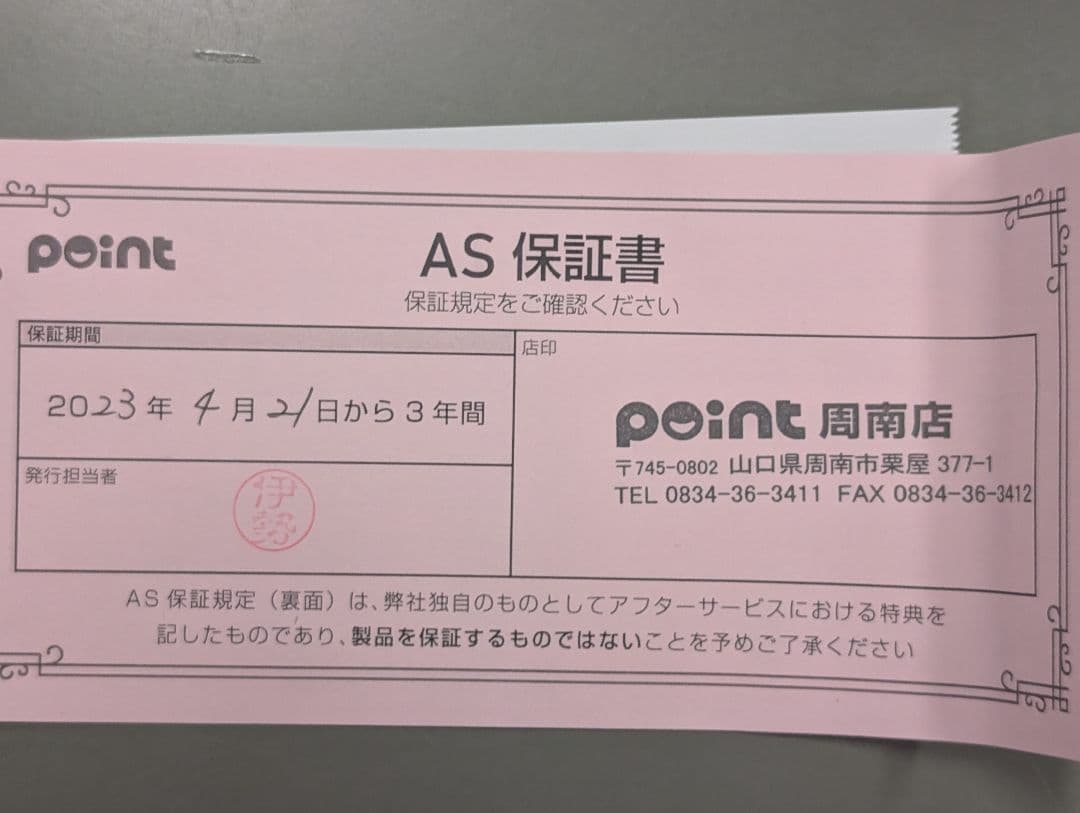 point
AS 保証書
保証規定をご確認ください
保証期間
2023年 4月21日から3年間
発行担当者
伊勢
店印
point 周南店
〒745-0802 山口県周南市栗屋 377-1
TEL 0834-36-3411 FAX 0834-36-3412
AS 保証規定（裏面）は、弊社独自のものとしてアフターサービスにおける特典を
記したものであり、製品を保証するものではないことを予めご了承ください